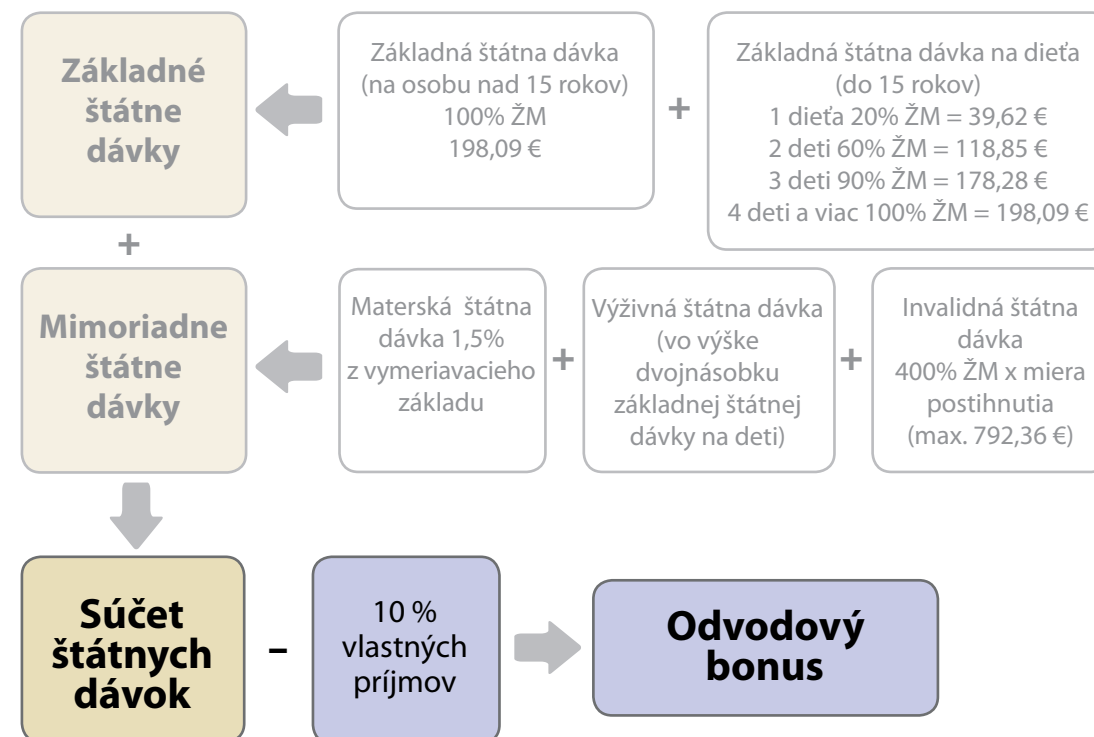 Základné
štátne
dávky
Základná štátna dávka
(na osobu nad 15 rokov)
100% ŽM
198,09 €
+
Základná štátna dávka na dieťa
(do 15 rokov)
1 dieťa 20% ŽM = 39,62 €
2 deti 60% ŽM = 118,85 €
3 deti 90% ŽM = 178,28 €
4 deti a viac 100% ŽM = 198,09 €
+
Mimoriadne
štátne
dávky
Materská štátna
dávka 1,5%
z vymeriavacieho
základu
+
Výživná štátna dávka
(vo výške
dvojnásobku
základnej štátnej
dávky na deti)
+
Invalidná štátna
dávka
400% ŽM x miera
postihnutia
(max. 792,36 €)
Súčet
štátnych
dávok
–
10 %
vlastných
príjmov
Odvodový
bonus